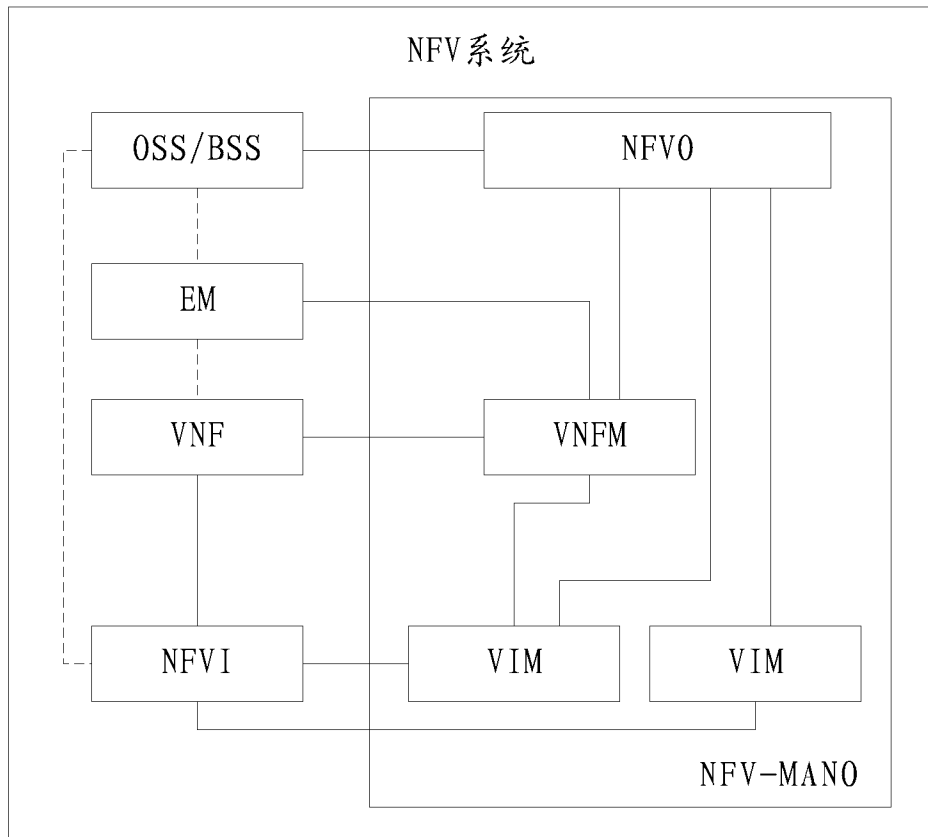 NFV系统
OSS/BSS
NFVO
EM
VNF
VNFM
NFVI
VIM
VIM
NFV-MANO